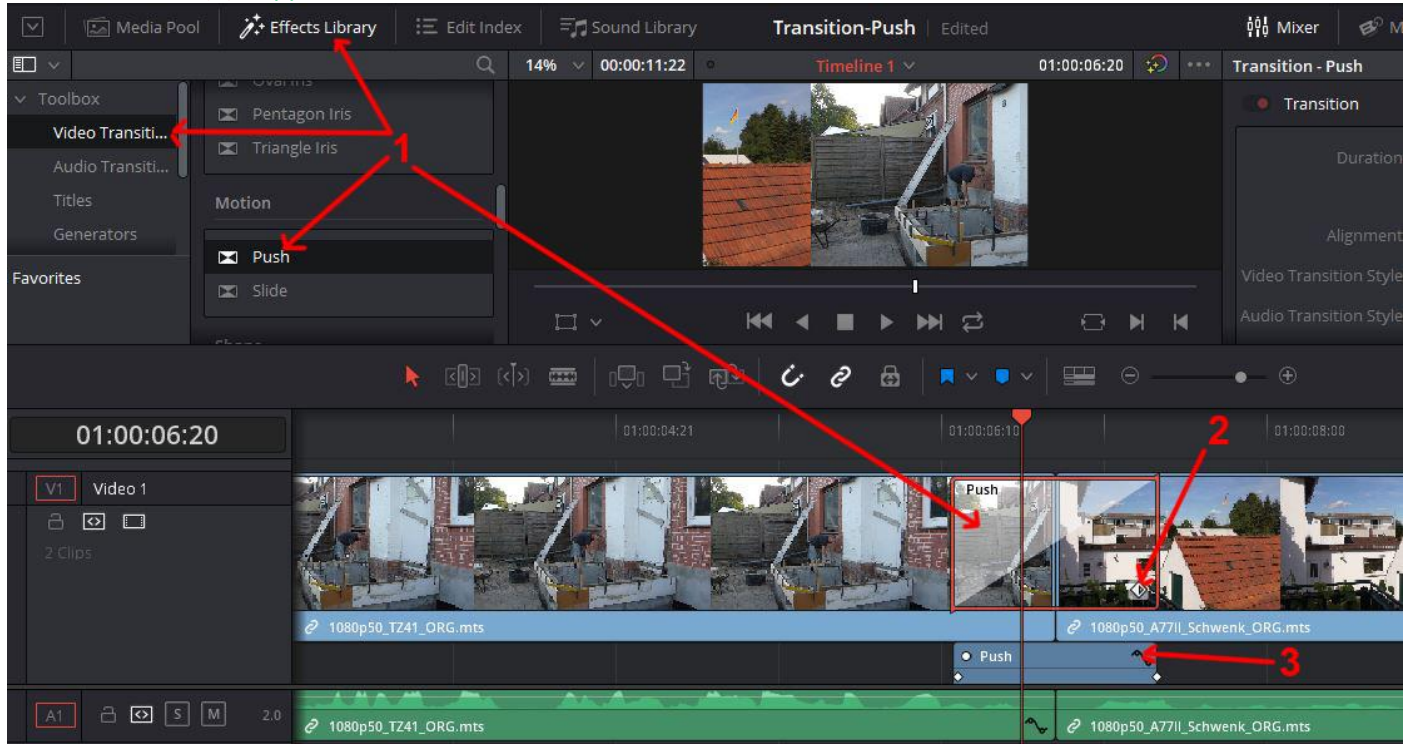 Media Pool Effects Library Edit Index Sound Library Transition-Push Edited Mixer M
14% 00:00:11:22 Timeline 1 01:00:06:20 Transition - Push
Toolbox
Video Transiti...
Audio Transiti...
Titles
Generators
Favorites
Pentagon Iris
Triangle Iris
Motion
Push
Slide
1
Transition
Duration
Alignment
Video Transition Style
Audio Transition Style
01:00:06:20
01:00:04:21 01:00:06:10 2 01:00:08:00
V1 Video 1
2 Clips
Push
1080p50_TZ41_ORG.mts 1080p50_A77II_Schwenk_ORG.mts
Push 3
A1 S M 2.0
1080p50_TZ41_ORG.mts 1080p50_A77II_Schwenk_ORG.mts